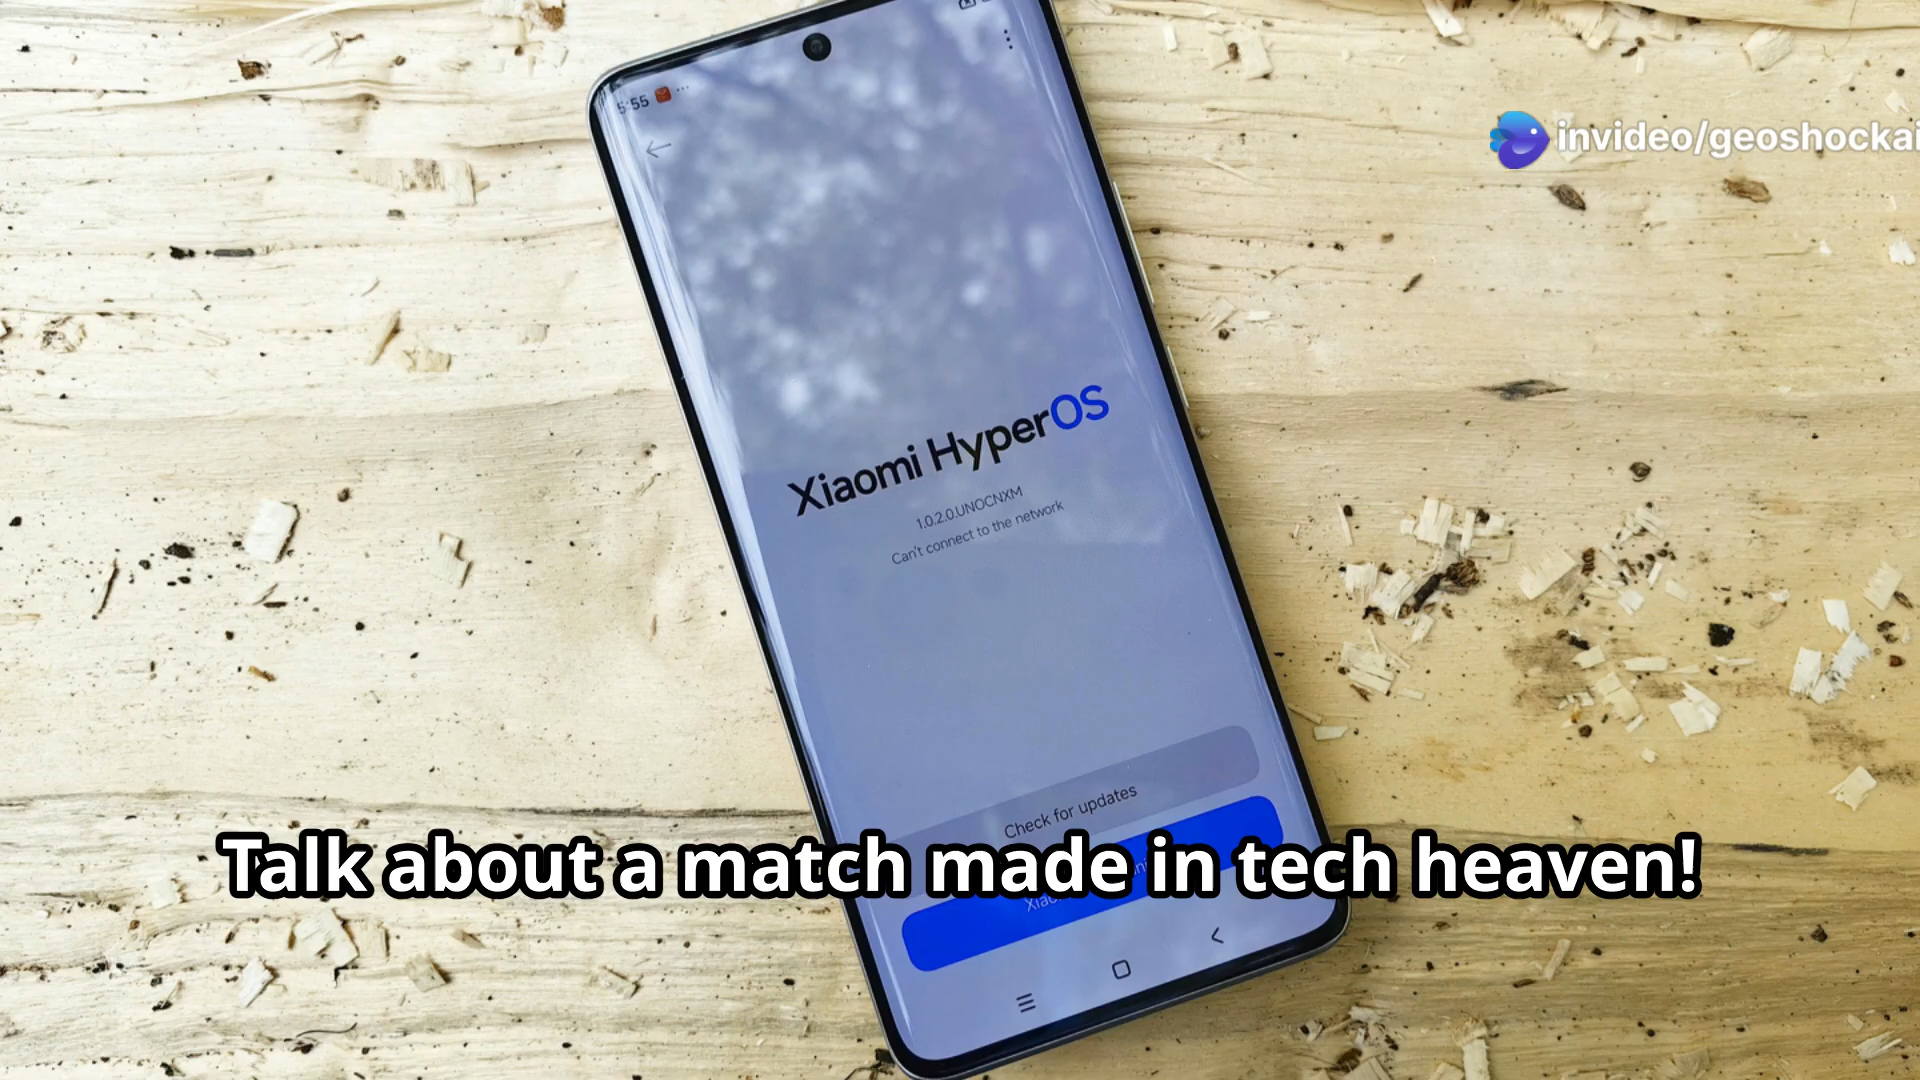 5:55
invideo/geoshockai
Xiaomi HyperOS
1.0.2.0.UNOCNXM
Can't connect to the network
Check for updates
Talk about a match made in tech heaven!